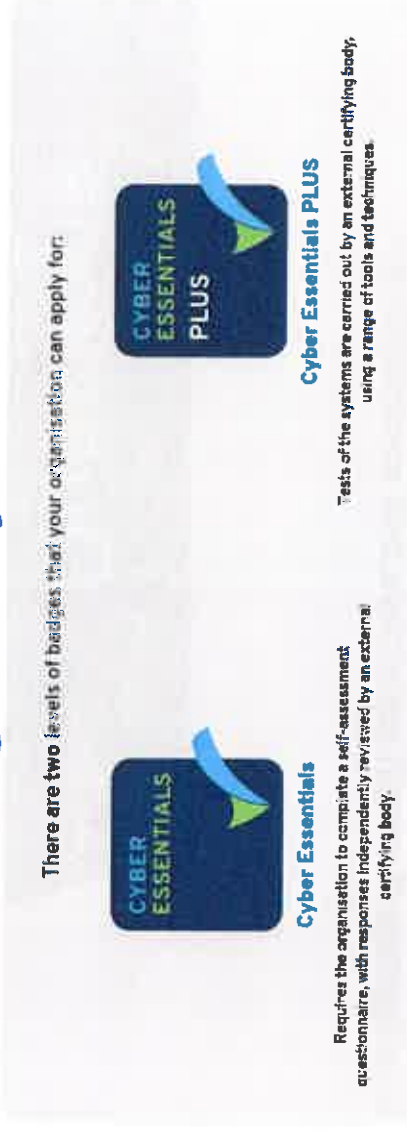 There are two levels of badges that your organisation can apply for:
CYBER
ESSENTIALS
Cyber Essentials
Requires the organisation to complete a self-assessment
questionnaire, with responses independently reviewed by an external
certifying body.
CYBER
ESSENTIALS
PLUS
Cyber Essentials PLUS
Tests of the systems are carried out by an external certifying body,
using a range of tools and techniques.